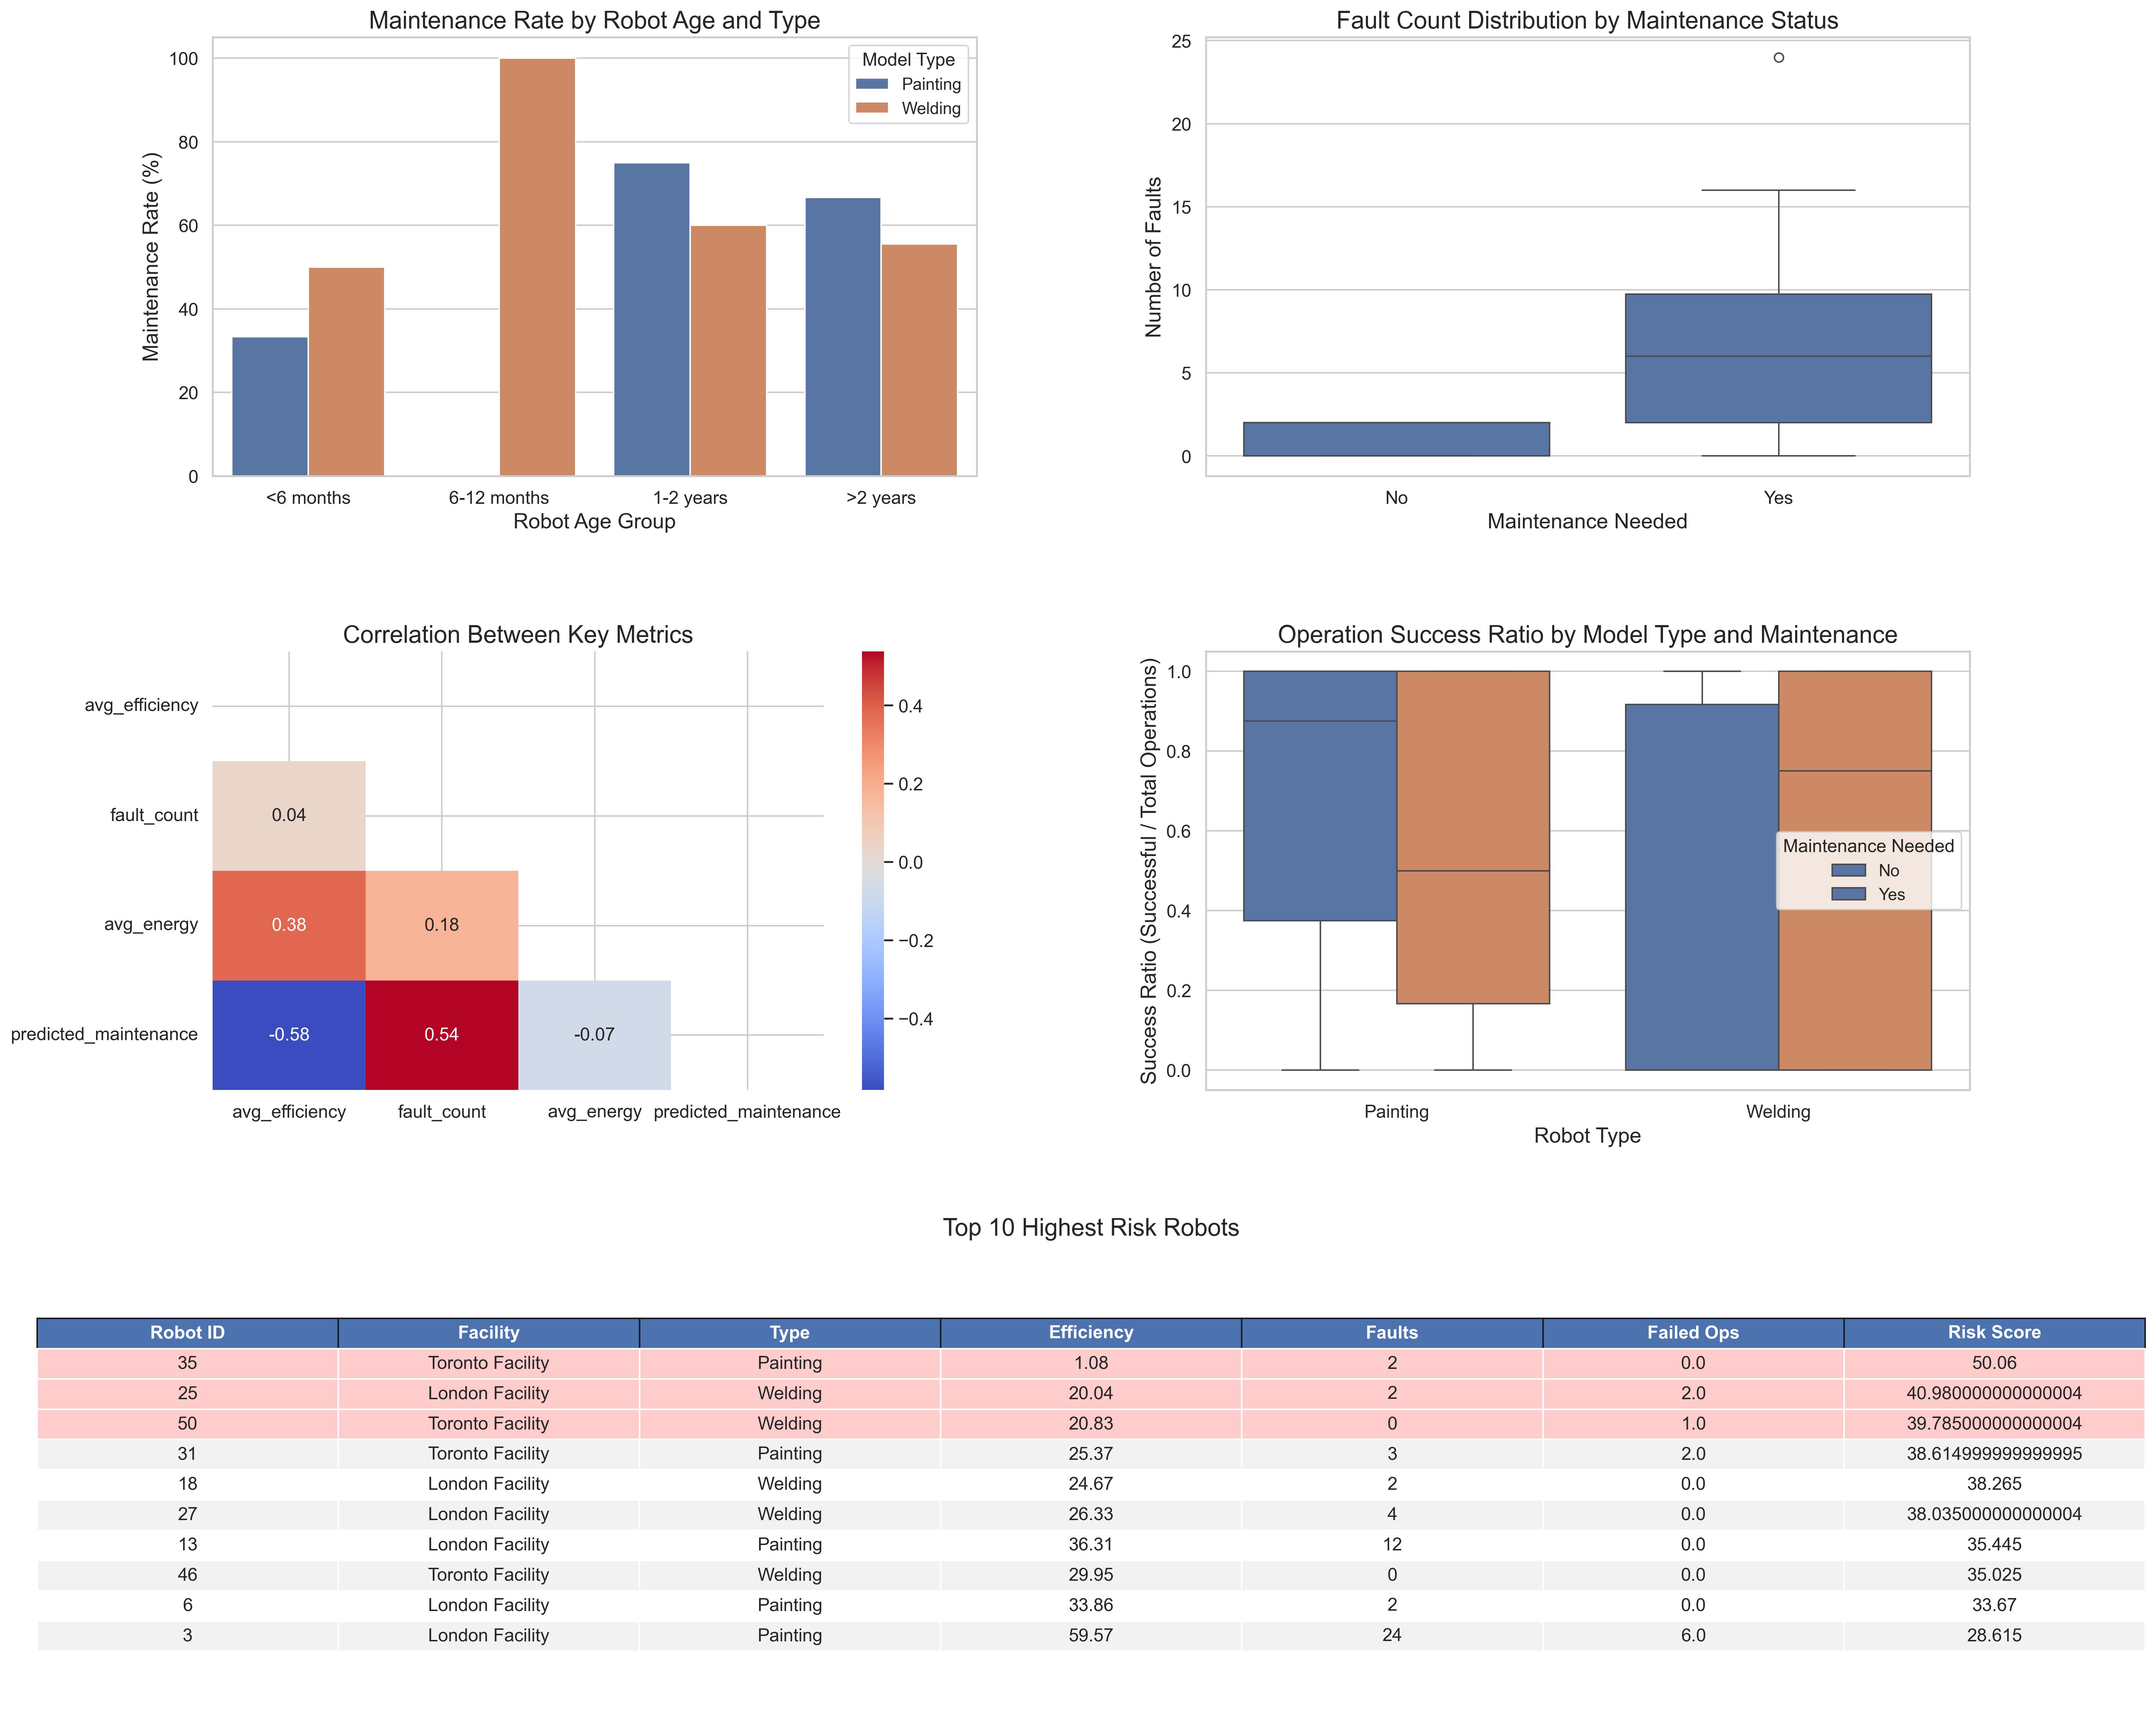 Maintenance Rate by Robot Age and Type
Maintenance Rate (%)
100
80
60
40
20
0
Model Type
Painting
Welding
<6 months
6-12 months
1-2 years
>2 years
Robot Age Group
Fault Count Distribution by Maintenance Status
Number of Faults
25
20
15
10
5
0
No
Yes
Maintenance Needed
Correlation Between Key Metrics
avg_efficiency
fault_count
avg_energy
predicted_maintenance
0.04
0.38
0.18
-0.58
0.54
-0.07
avg_efficiency
fault_count
avg_energy
predicted_maintenance
0.4
0.2
0.0
−0.2
−0.4
Operation Success Ratio by Model Type and Maintenance
Success Ratio (Successful / Total Operations)
1.0
0.8
0.6
0.4
0.2
0.0
Maintenance Needed
No
Yes
Painting
Welding
Robot Type
Top 10 Highest Risk Robots
Robot ID Facility Type Efficiency Faults Failed Ops Risk Score
35 Toronto Facility Painting 1.08 2 0.0 50.06
25 London Facility Welding 20.04 2 2.0 40.980000000000004
50 Toronto Facility Welding 20.83 0 1.0 39.785000000000004
31 Toronto Facility Painting 25.37 3 2.0 38.614999999999995
18 London Facility Welding 24.67 2 0.0 38.265
27 London Facility Welding 26.33 4 0.0 38.035000000000004
13 London Facility Painting 36.31 12 0.0 35.445
46 Toronto Facility Welding 29.95 0 0.0 35.025
6 London Facility Painting 33.86 2 0.0 33.67
3 London Facility Painting 59.57 24 6.0 28.615